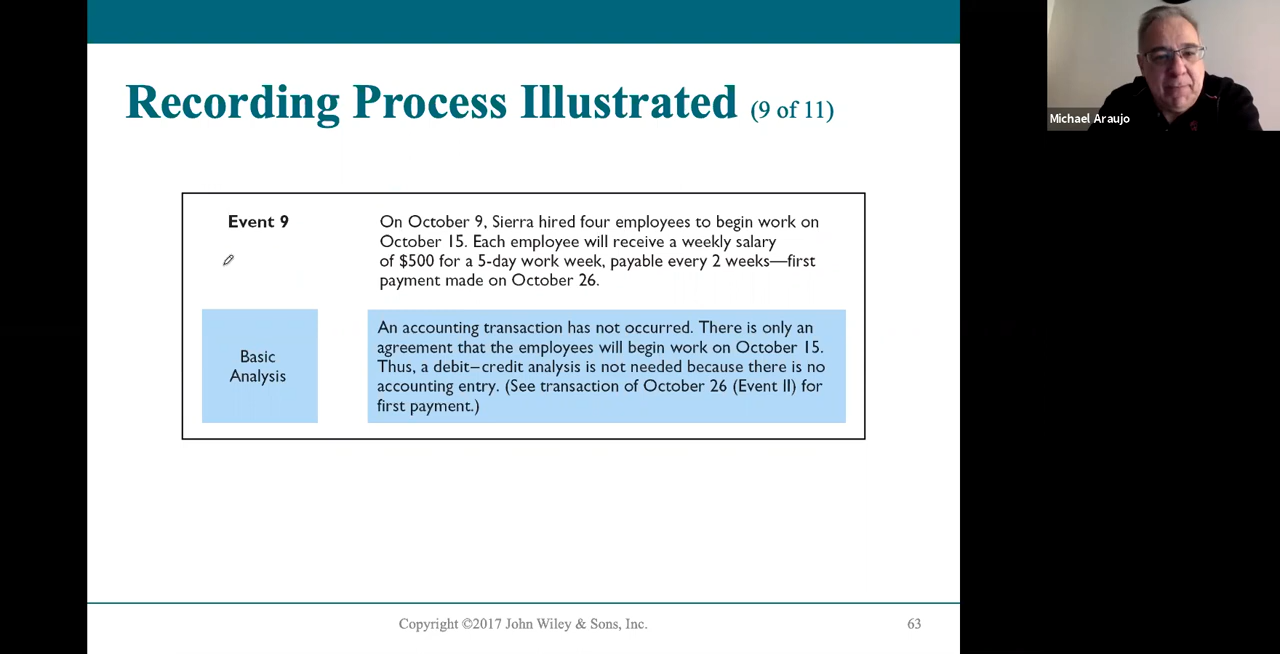 Recording Process Illustrated (9 of 11)
Event 9
On October 9, Sierra hired four employees to begin work on
October 15. Each employee will receive a weekly salary
of $500 for a 5-day work week, payable every 2 weeks—first
payment made on October 26.
Basic
Analysis
An accounting transaction has not occurred. There is only an
agreement that the employees will begin work on October 15.
Thus, a debit–credit analysis is not needed because there is no
accounting entry. (See transaction of October 26 (Event II) for
first payment.)
Copyright ©2017 John Wiley & Sons, Inc.
63
Michael Araujo